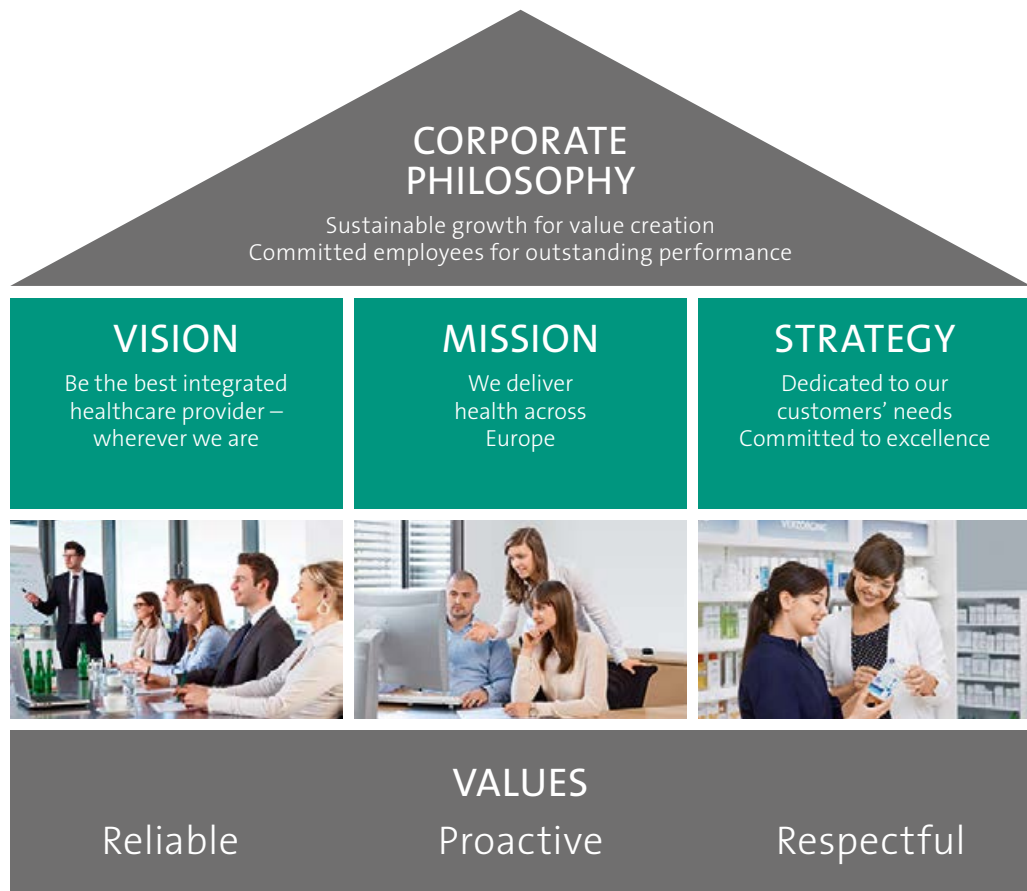 CORPORATE
PHILOSOPHY
Sustainable growth for value creation
Committed employees for outstanding performance
VISION
Be the best integrated
healthcare provider –
wherever we are
MISSION
We deliver
health across
Europe
STRATEGY
Dedicated to our
customers’ needs
Committed to excellence
VERZORGING
VALUES
Reliable
Proactive
Respectful